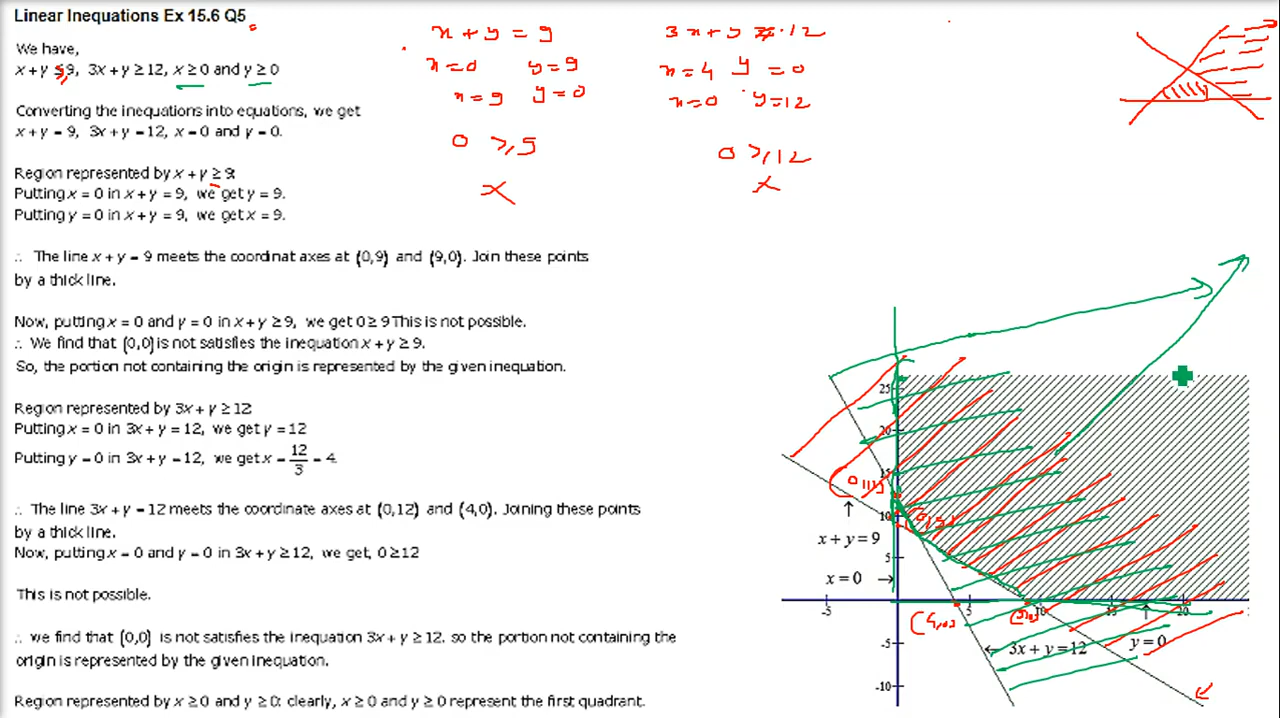 Linear Inequations Ex 15.6 Q5
We have,
x + y ≤ 9, 3x + y ≥ 12, x ≥ 0 and y ≥ 0
Converting the inequations into equations, we get
x + y = 9, 3x + y = 12, x = 0 and y = 0.
Region represented by x + y ≥ 9:
Putting x = 0 in x + y = 9, we get y = 9.
Putting y = 0 in x + y = 9, we get x = 9.
∴ The line x + y = 9 meets the coordinat axes at (0,9) and (9,0). Join these points
by a thick line.
Now, putting x = 0 and y = 0 in x + y ≥ 9, we get 0 ≥ 9 This is not possible.
∴ We find that (0,0) is not satisfies the inequation x + y ≥ 9.
So, the portion not containing the origin is represented by the given inequation.
Region represented by 3x + y ≥ 12
Putting x = 0 in 3x + y = 12, we get y = 12
Putting y = 0 in 3x + y = 12, we get x = 12/3 = 4
∴ The line 3x + y = 12 meets the coordinate axes at (0,12) and (4,0). Joining these points
by a thick line.
Now, putting x = 0 and y = 0 in 3x + y ≥ 12, we get, 0 ≥ 12
This is not possible.
∴ we find that (0,0) is not satisfies the inequation 3x + y ≥ 12. so the portion not containing the
origin is represented by the given inequation.
Region represented by x ≥ 0 and y ≥ 0: clearly, x ≥ 0 and y ≥ 0 represent the first quadrant.
x + y = 9
x = 0 y = 9
x = 9 y = 0
0 ≥ 9
×
3x + y = 12
x = 4 y = 0
x = 0 y = 12
0 ≥ 12
×
25
20
15
10
5
-5
5
10
15
20
-5
-10
x + y = 9
x = 0
y = 0
3x + y = 12
(4,0)
(9,0)